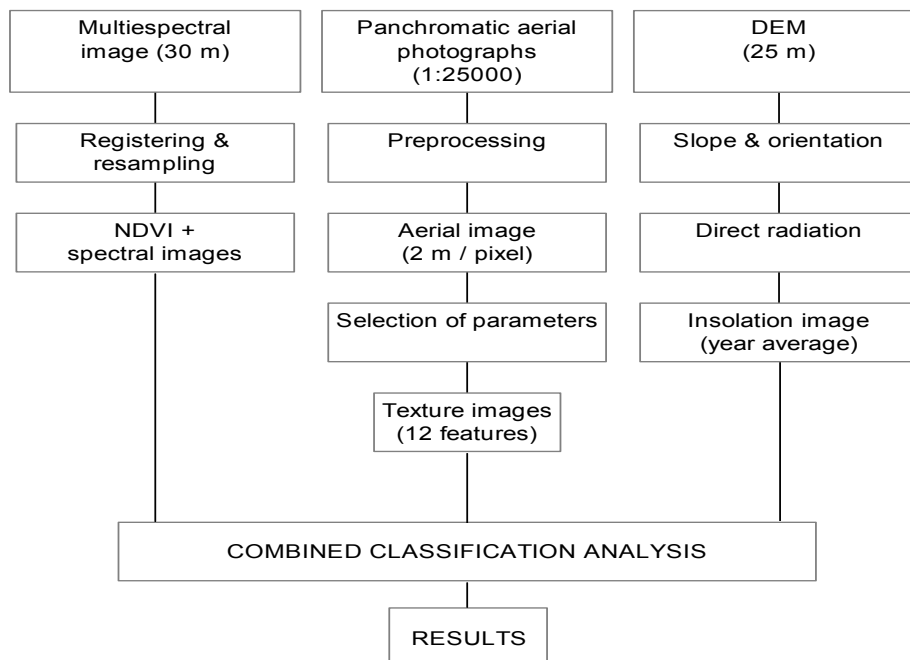 Multiespectral
image (30 m)
Panchromatic aerial
photographs
(1:25000)
DEM
(25 m)
Registering &
resampling
Preprocessing
Slope & orientation
NDVI +
spectral images
Aerial image
(2 m / pixel)
Direct radiation
Selection of parameters
Insolation image
(year average)
Texture images
(12 features)
COMBINED CLASSIFICATION ANALYSIS
RESULTS